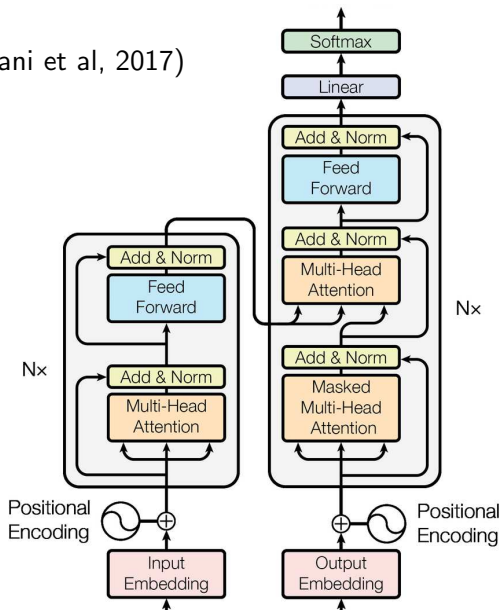 ani et al, 2017)
Softmax
Linear
Add & Norm
Feed
Forward
Add & Norm
Multi-Head
Attention
Add & Norm
Masked
Multi-Head
Attention
Nx
Positional
Encoding
Output
Embedding
Add & Norm
Feed
Forward
Add & Norm
Multi-Head
Attention
Nx
Positional
Encoding
Input
Embedding